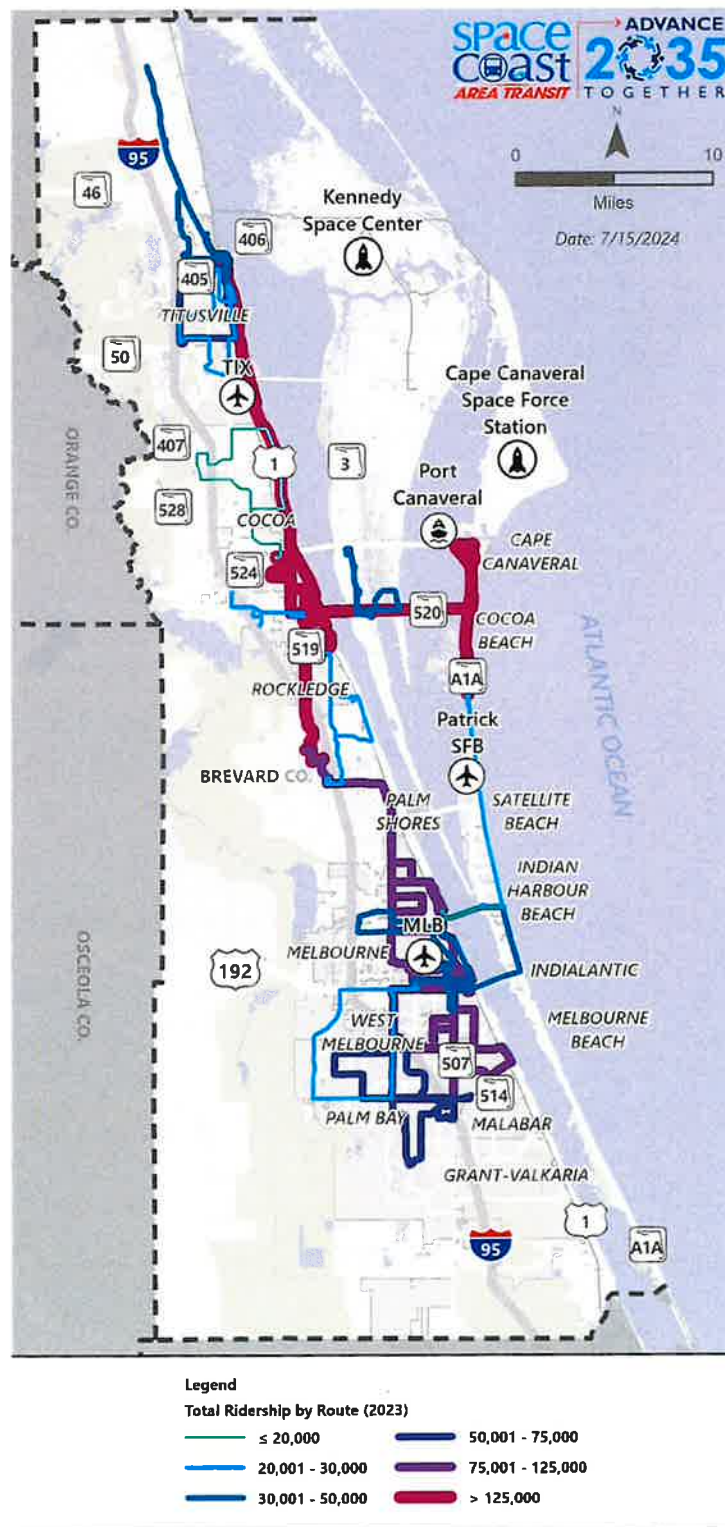 space
coast
AREA TRANSIT
ADVANCE
2035
TOGETHER
N
0
10
Miles
Date: 7/15/2024
95
46
Kennedy
Space Center
406
405
TITUSVILLE
50
TIX
Cape Canaveral
Space Force
Station
ORANGE CO.
407
1
3
Port
Canaveral
528
COCOA
CAPE
CANAVERAL
524
520
COCOA
BEACH
519
A1A
ROCKLEDGE
ATLANTIC OCEAN
Patrick
SFB
BREVARD CO.
PALM
SHORES
SATELLITE
BEACH
INDIAN
HARBOUR
BEACH
MLB
OSCEOLA CO.
192
MELBOURNE
INDIALANTIC
WEST
MELBOURNE
MELBOURNE
BEACH
507
514
PALM BAY
MALABAR
GRANT-VALKARIA
1
95
A1A
Legend
Total Ridership by Route (2023)
≤ 20,000
50,001 - 75,000
20,001 - 30,000
75,001 - 125,000
30,001 - 50,000
> 125,000